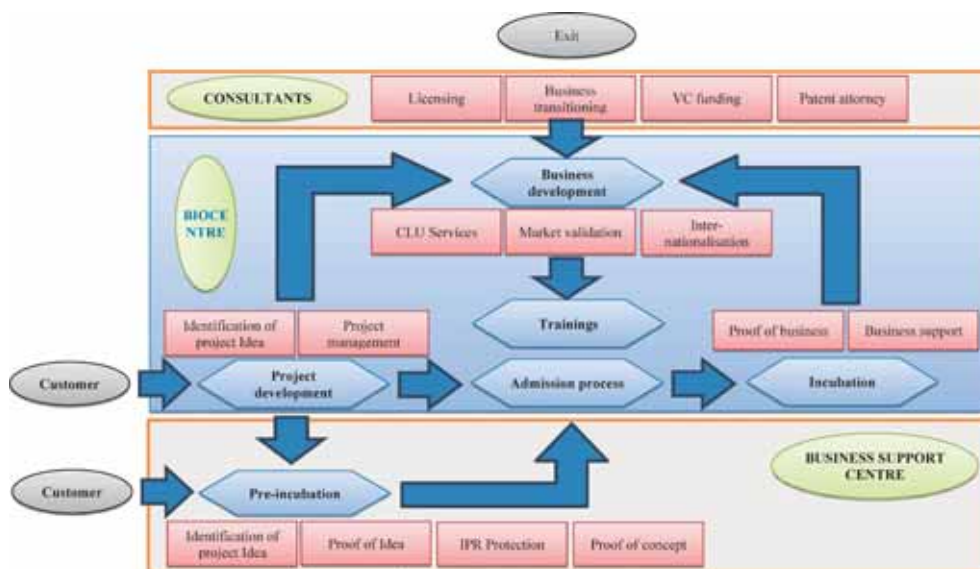 Exit
CONSULTANTS
Licensing
Business
transitioning
VC funding
Patent attorney
BIOCE
NTRE
Business
development
CLU Services
Market validation
Inter-
nationalisation
Trainings
Identification of
project Idea
Project
management
Proof of business
Business support
Customer
Project
development
Admission process
Incubation
BUSINESS SUPPORT
CENTRE
Customer
Pre-incubation
Identification of
project Idea
Proof of Idea
IPR Protection
Proof of concept